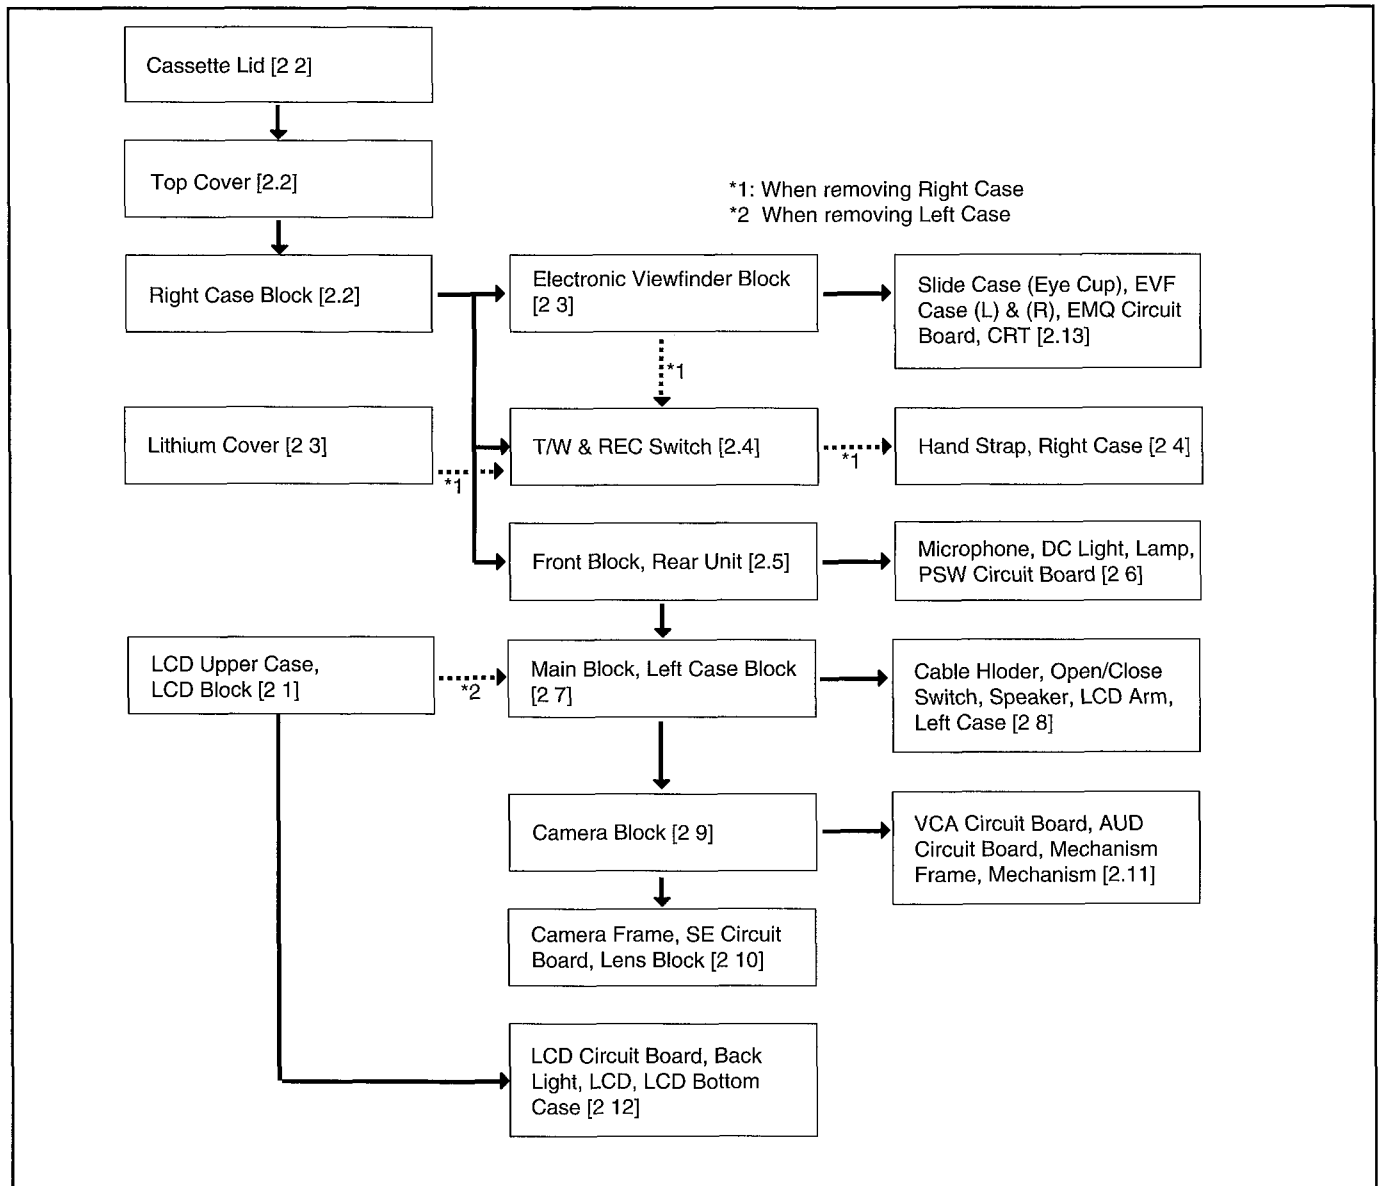 Cassette Lid [2 2]
Top Cover [2.2]
*1: When removing Right Case
*2  When removing Left Case
Right Case Block [2.2]
Electronic Viewfinder Block
[2 3]
Slide Case (Eye Cup), EVF
Case (L) & (R), EMQ Circuit
Board, CRT [2.13]
*1
Lithium Cover [2 3]
*1
T/W & REC Switch [2.4]
*1
Hand Strap, Right Case [2 4]
Front Block, Rear Unit [2.5]
Microphone, DC Light, Lamp,
PSW Circuit Board [2 6]
LCD Upper Case,
LCD Block [2 1]
*2
Main Block, Left Case Block
[2 7]
Cable Hloder, Open/Close
Switch, Speaker, LCD Arm,
Left Case [2 8]
Camera Block [2 9]
VCA Circuit Board, AUD
Circuit Board, Mechanism
Frame, Mechanism [2.11]
Camera Frame, SE Circuit
Board, Lens Block [2 10]
LCD Circuit Board, Back
Light, LCD, LCD Bottom
Case [2 12]